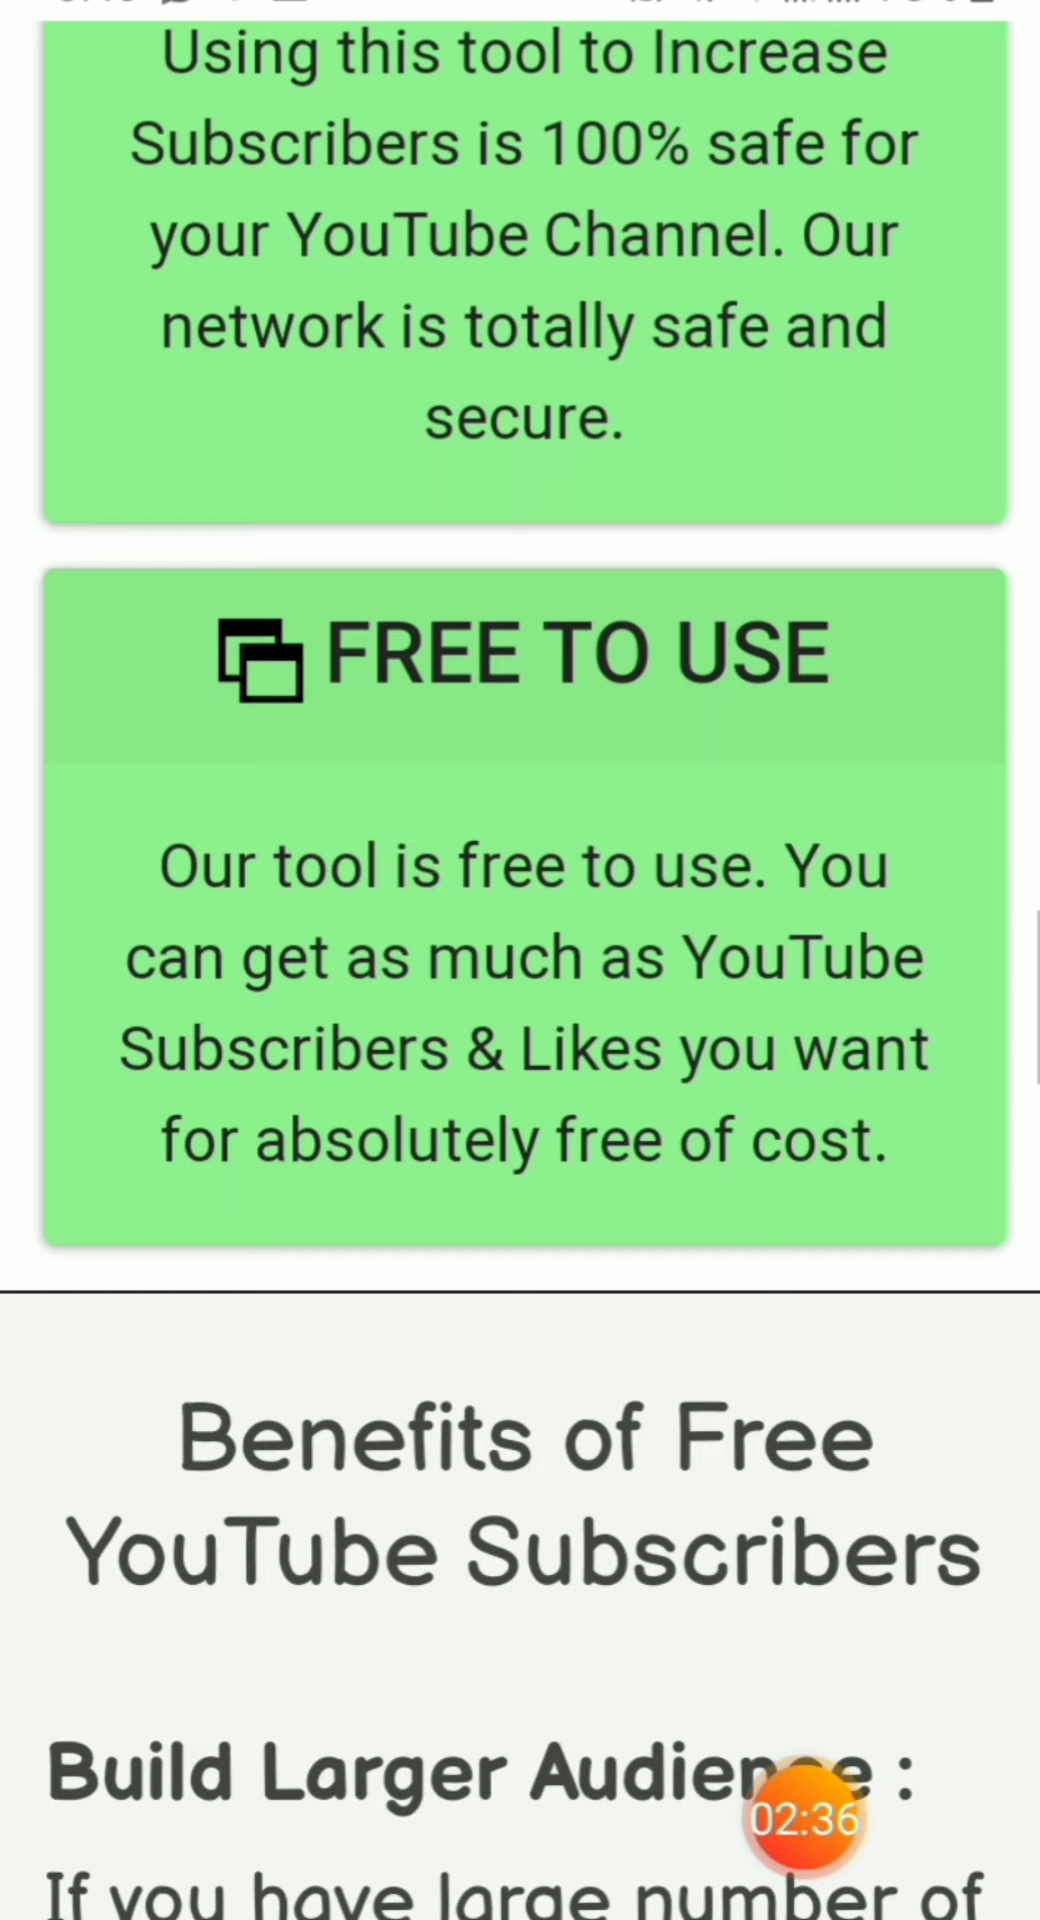 Using this tool to Increase
Subscribers is 100% safe for
your YouTube Channel. Our
network is totally safe and
secure.
FREE TO USE
Our tool is free to use. You
can get as much as YouTube
Subscribers & Likes you want
for absolutely free of cost.
Benefits of Free
YouTube Subscribers
Build Larger Audience :
02:36
If you have large number of